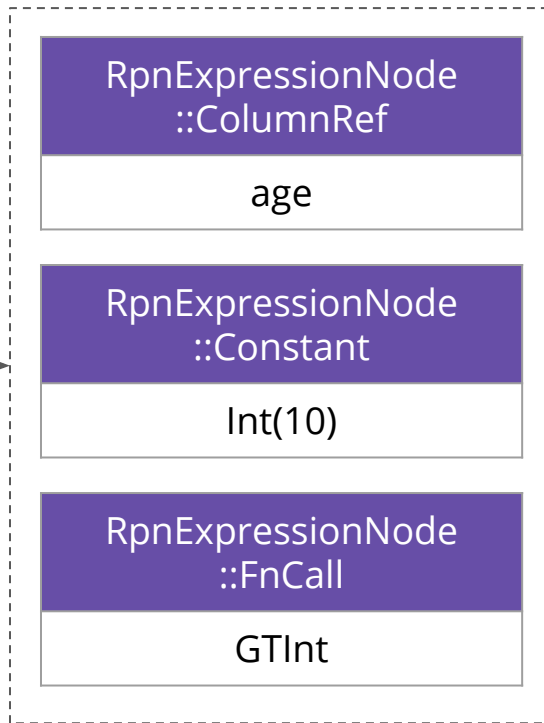 RpnExpressionNode
::ColumnRef
age
RpnExpressionNode
::Constant
Int(10)
RpnExpressionNode
::FnCall
GTInt